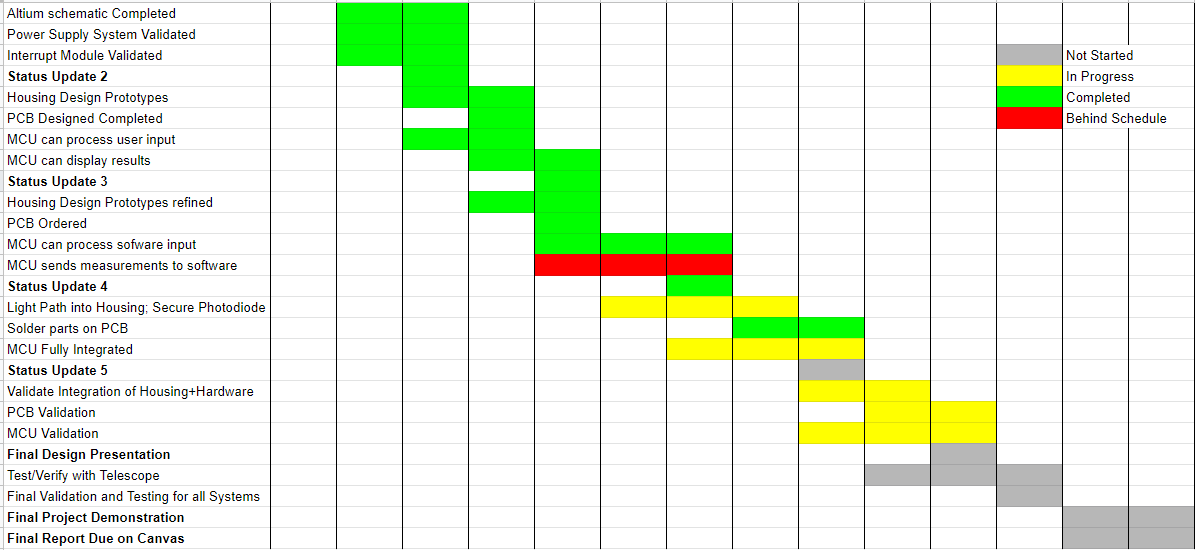 Altium schematic Completed
Power Supply System Validated
Interrupt Module Validated
Not Started
Status Update 2
In Progress
Housing Design Prototypes
Completed
PCB Designed Completed
Behind Schedule
MCU can process user input
MCU can display results
Status Update 3
Housing Design Prototypes refined
PCB Ordered
MCU can process sofware input
MCU sends measurements to software
Status Update 4
Light Path into Housing; Secure Photodiode
Solder parts on PCB
MCU Fully Integrated
Status Update 5
Validate Integration of Housing+Hardware
PCB Validation
MCU Validation
Final Design Presentation
Test/Verify with Telescope
Final Validation and Testing for all Systems
Final Project Demonstration
Final Report Due on Canvas